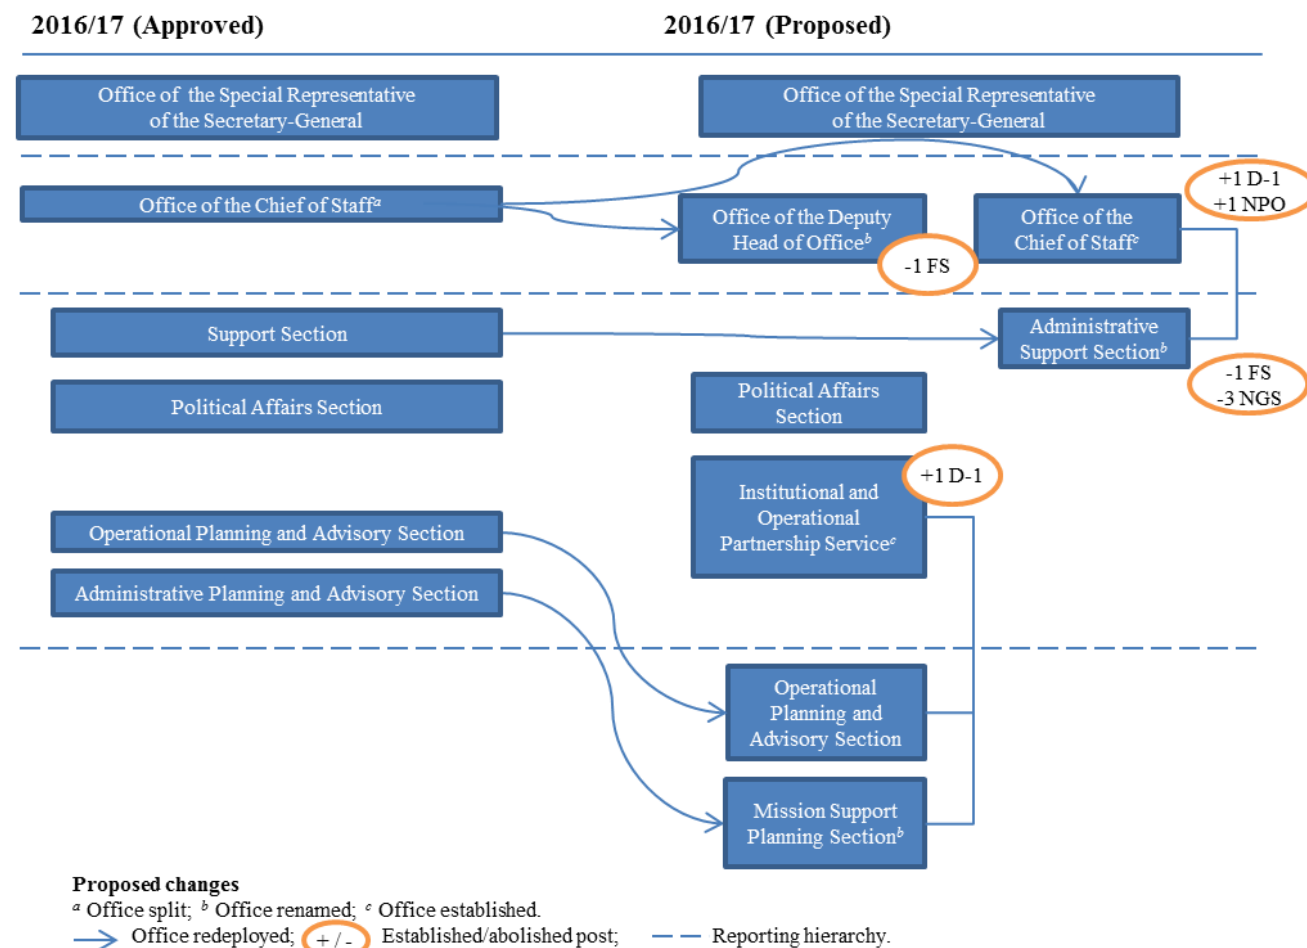 2016/17 (Approved)
2016/17 (Proposed)
Office of the Special Representative
of the Secretary-General
Office of the Special Representative
of the Secretary-General
Office of the Chief of Staffa
Office of the Deputy
Head of Officeb
-1 FS
Office of the
Chief of Staffc
+1 D-1
+1 NPO
Support Section
Administrative
Support Sectionb
-1 FS
-3 NGS
Political Affairs Section
Political Affairs
Section
Institutional and
Operational
Partnership Servicec
+1 D-1
Operational Planning and Advisory Section
Administrative Planning and Advisory Section
Operational
Planning and
Advisory Section
Mission Support
Planning Sectionb
Proposed changes
a Office split; b Office renamed; c Office established.
Office redeployed; + / - Established/abolished post; Reporting hierarchy.